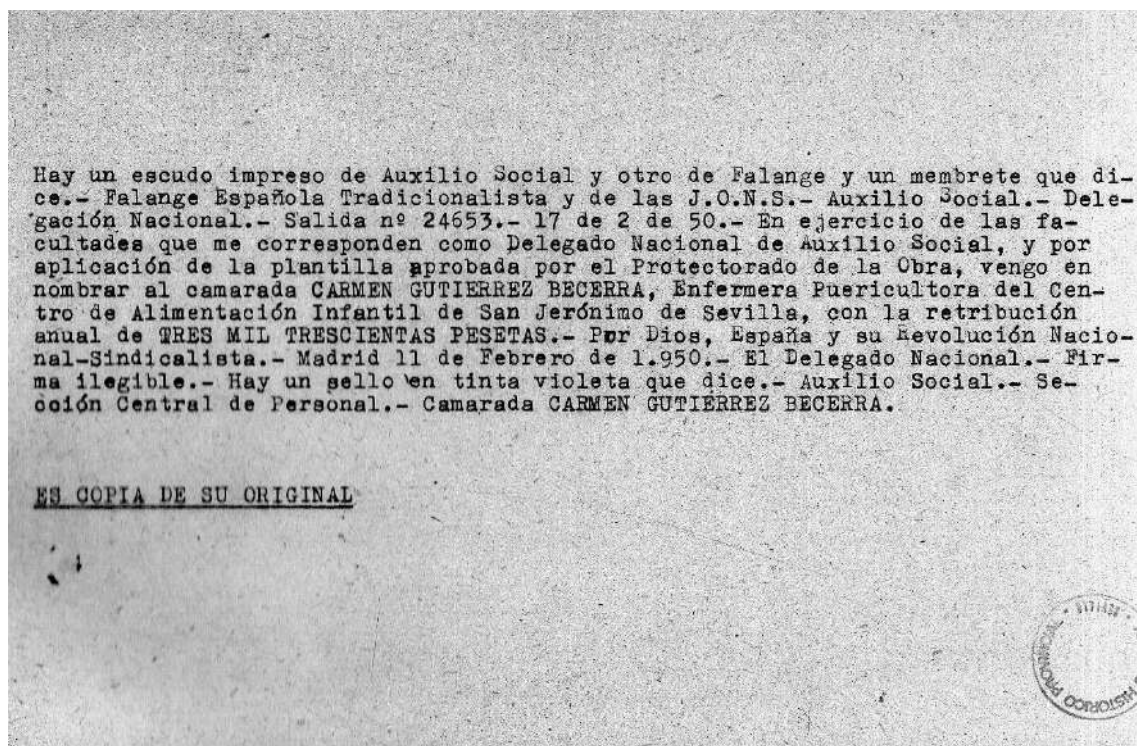 Hay un escudo impreso de Auxilio Social y otro de Falange y un membrete que di-
ce.- Falange Española Tradicionalista y de las J.O.N.S.- Auxilio Social.- Dele-
gación Nacional.- Salida nº 24653.- 17 de 2 de 50.- En ejercicio de las fa-
cultades que me corresponden como Delegado Nacional de Auxilio Social, y por
aplicación de la plantilla aprobada por el Protectorado de la Obra, vengo en
nombrar al camarada CARMEN GUTIERREZ BECERRA, Enfermera Puericultora del Cen-
tro de Alimentación Infantil de San Jerónimo de Sevilla, con la retribución
anual de TRES MIL TRESCIENTAS PESETAS.- Por Dios, España y su Revolución Nacio-
nal-Sindicalista.- Madrid 11 de Febrero de 1.950.- El Delegado Nacional.- Fir-
ma ilegible.- Hay un sello en tinta violeta que dice.- Auxilio Social.- Se-
cción Central de Personal.- Camarada CARMEN GUTIERREZ BECERRA.
ES COPIA DE SU ORIGINAL
HISTORICO PROVINCIAL
SEVILLA